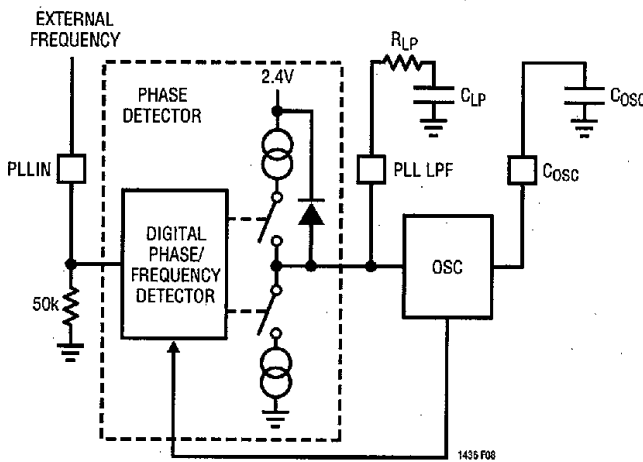 EXTERNAL
FREQUENCY
PHASE
DETECTOR
2.4V
RLP
CLP
COSC
PLLIN
PLL LPF
COSC
DIGITAL
PHASE/
FREQUENCY
DETECTOR
OSC
50k
1436 F08